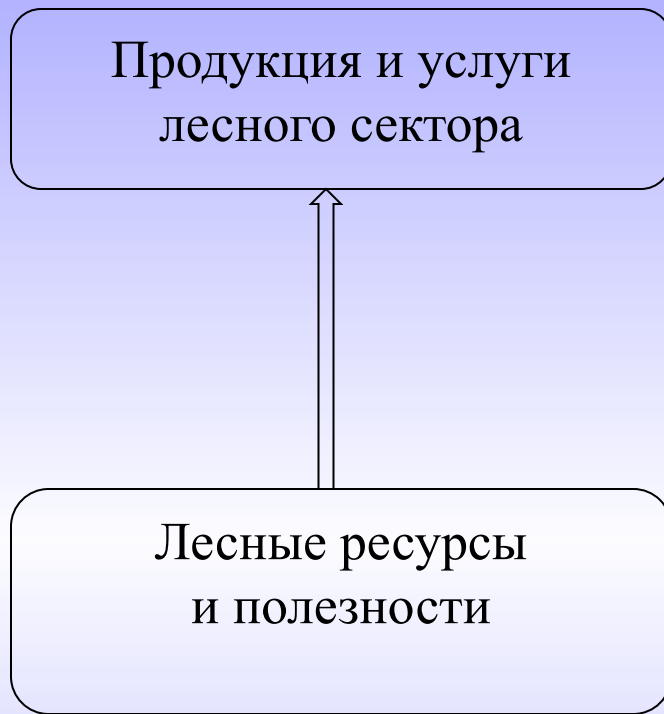 Продукция и услуги
лесного сектора
Лесные ресурсы
и полезности